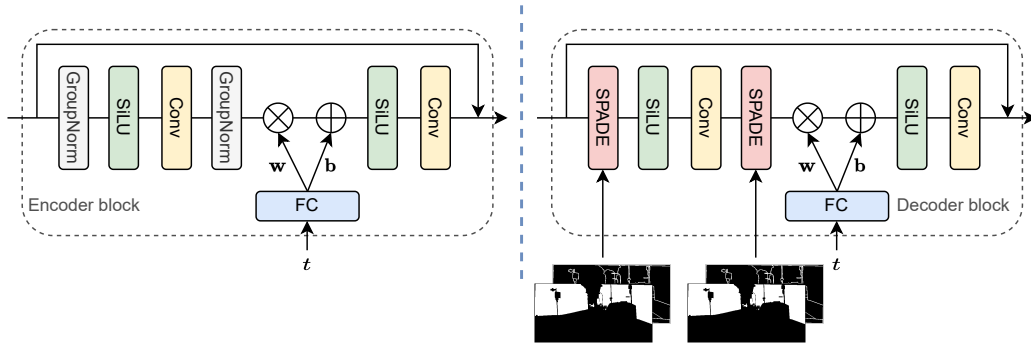 GroupNorm
SiLU
Conv
GroupNorm
SiLU
Conv
w
b
Encoder block
FC
t
SPADE
SiLU
Conv
SPADE
SiLU
Conv
w
b
FC
Decoder block
t